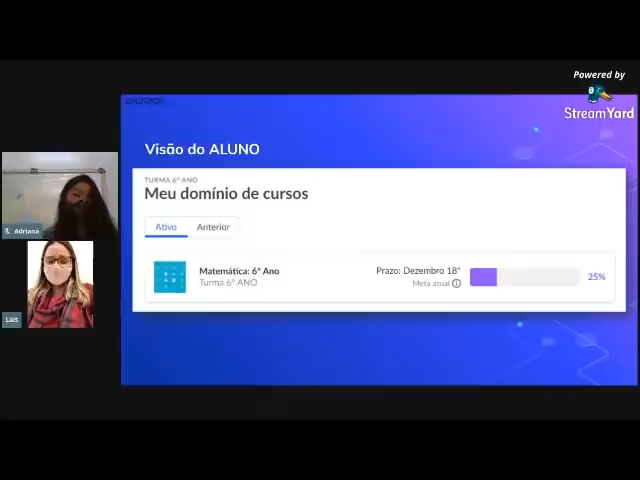 Powered by
StreamYard
Visão do ALUNO
TURMA 6º ANO
Meu domínio de cursos
Ativo
Anterior
Matemática: 6º Ano
Turma 6º ANO
Prazo: Dezembro 18º
Meta atual
25%
Adriana
Lais